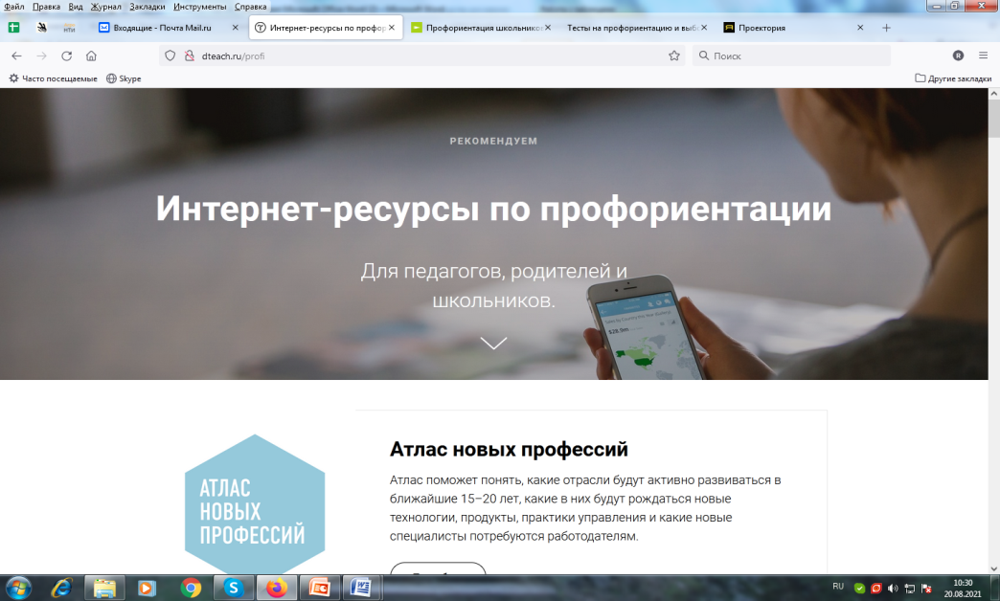 Файл Правка Вид Журнал Закладки Инструменты Справка
нти
Входящие - Почта Mail.ru
Интернет-ресурсы по профор
Профориентация школьников
Тесты на профориентацию и выб
Проектория
dteach.ru/profi
Поиск
R
Часто посещаемые
Skype
Другие закладки
РЕКОМЕНДУЕМ
Интернет-ресурсы по профориентации
Для педагогов, родителей и
школьников.
$28.9m
АТЛАС
НОВЫХ
ПРОФЕССИЙ
Атлас новых профессий
Атлас поможет понять, какие отрасли будут активно развиваться в
ближайшие 15–20 лет, какие в них будут рождаться новые
технологии, продукты, практики управления и какие новые
специалисты потребуются работодателям.
RU
10:30
20.08.2021